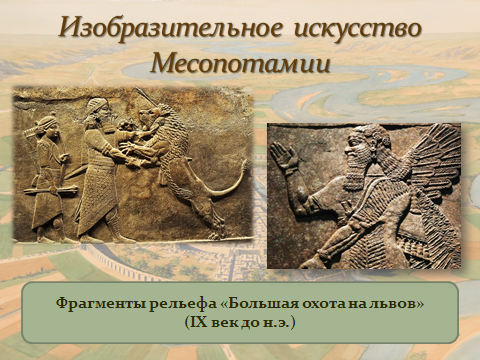 Изобразительное искусство
Месопотамии
Фрагменты рельефа «Большая охота на львов»
(IX век до н.э.)